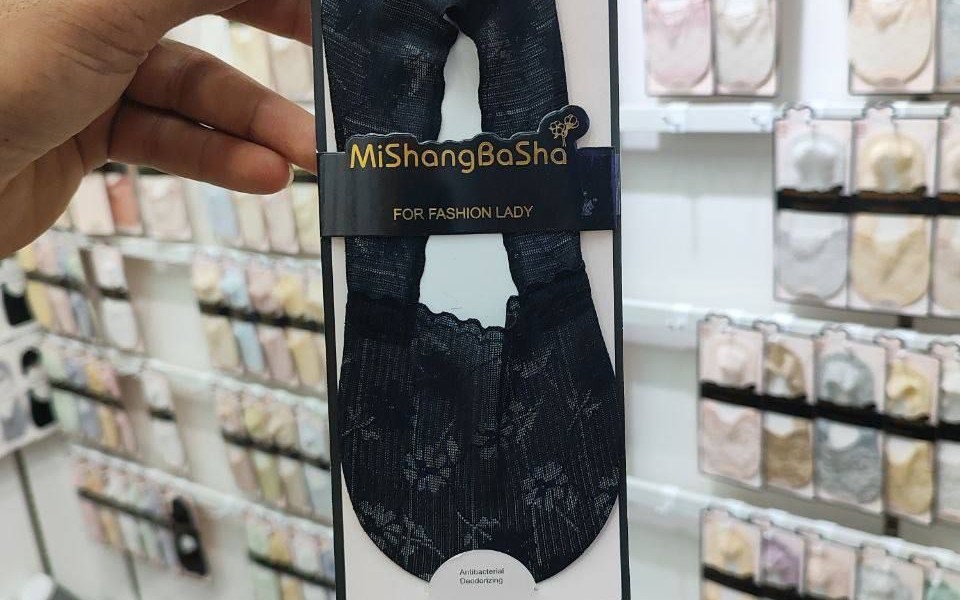 MiShangBaSha
FOR FASHION LADY
Antibacterial
Deodorizing